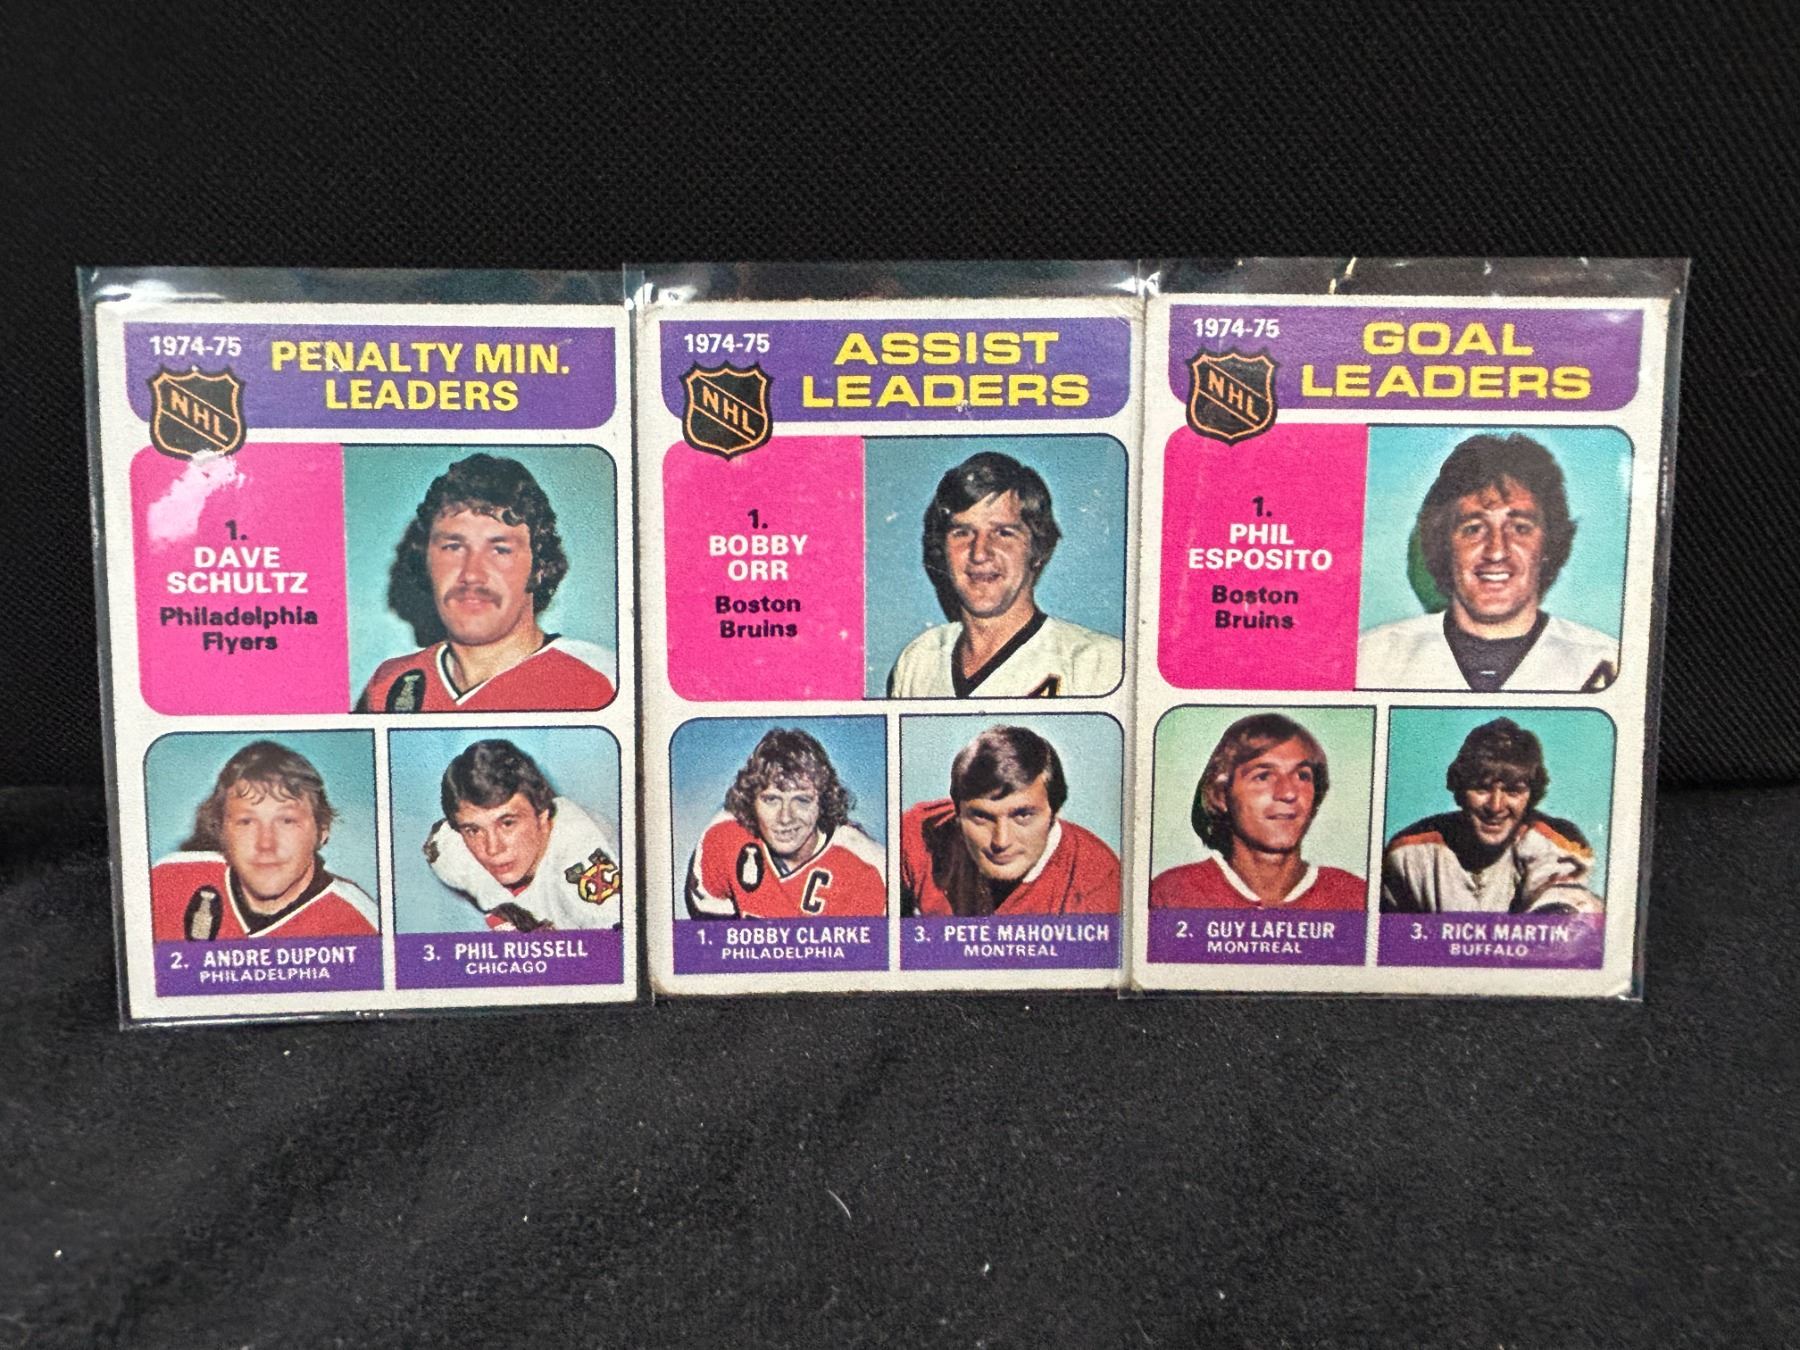 1974-75
PENALTY MIN.
LEADERS
NHL
1.
DAVE
SCHULTZ
Philadelphia
Flyers
2. ANDRE DUPONT
PHILADELPHIA
3. PHIL RUSSELL
CHICAGO
1974-75
ASSIST
LEADERS
NHL
1.
BOBBY
ORR
Boston
Bruins
A
C
1. BOBBY CLARKE
PHILADELPHIA
3. PETE MAHOVLICH
MONTREAL
1974-75
GOAL
LEADERS
NHL
1.
PHIL
ESPOSITO
Boston
Bruins
A
2. GUY LAFLEUR
MONTREAL
3. RICK MARTIN
BUFFALO